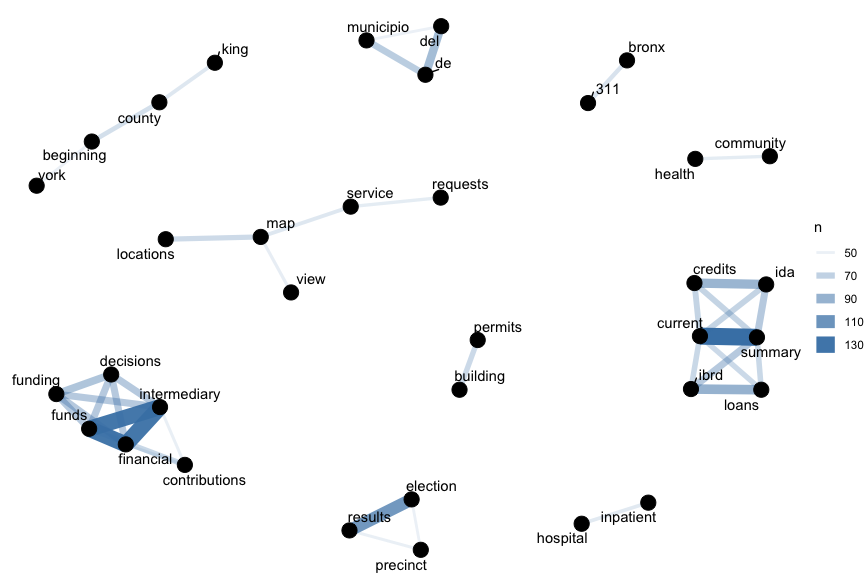 municipio
del
de
king
county
beginning
york
bronx
311
community
health
requests
service
map
locations
view
n
50
70
90
110
130
credits
ida
current
summary
ibrd
loans
permits
building
decisions
funding
intermediary
funds
financial
contributions
election
results
precinct
inpatient
hospital